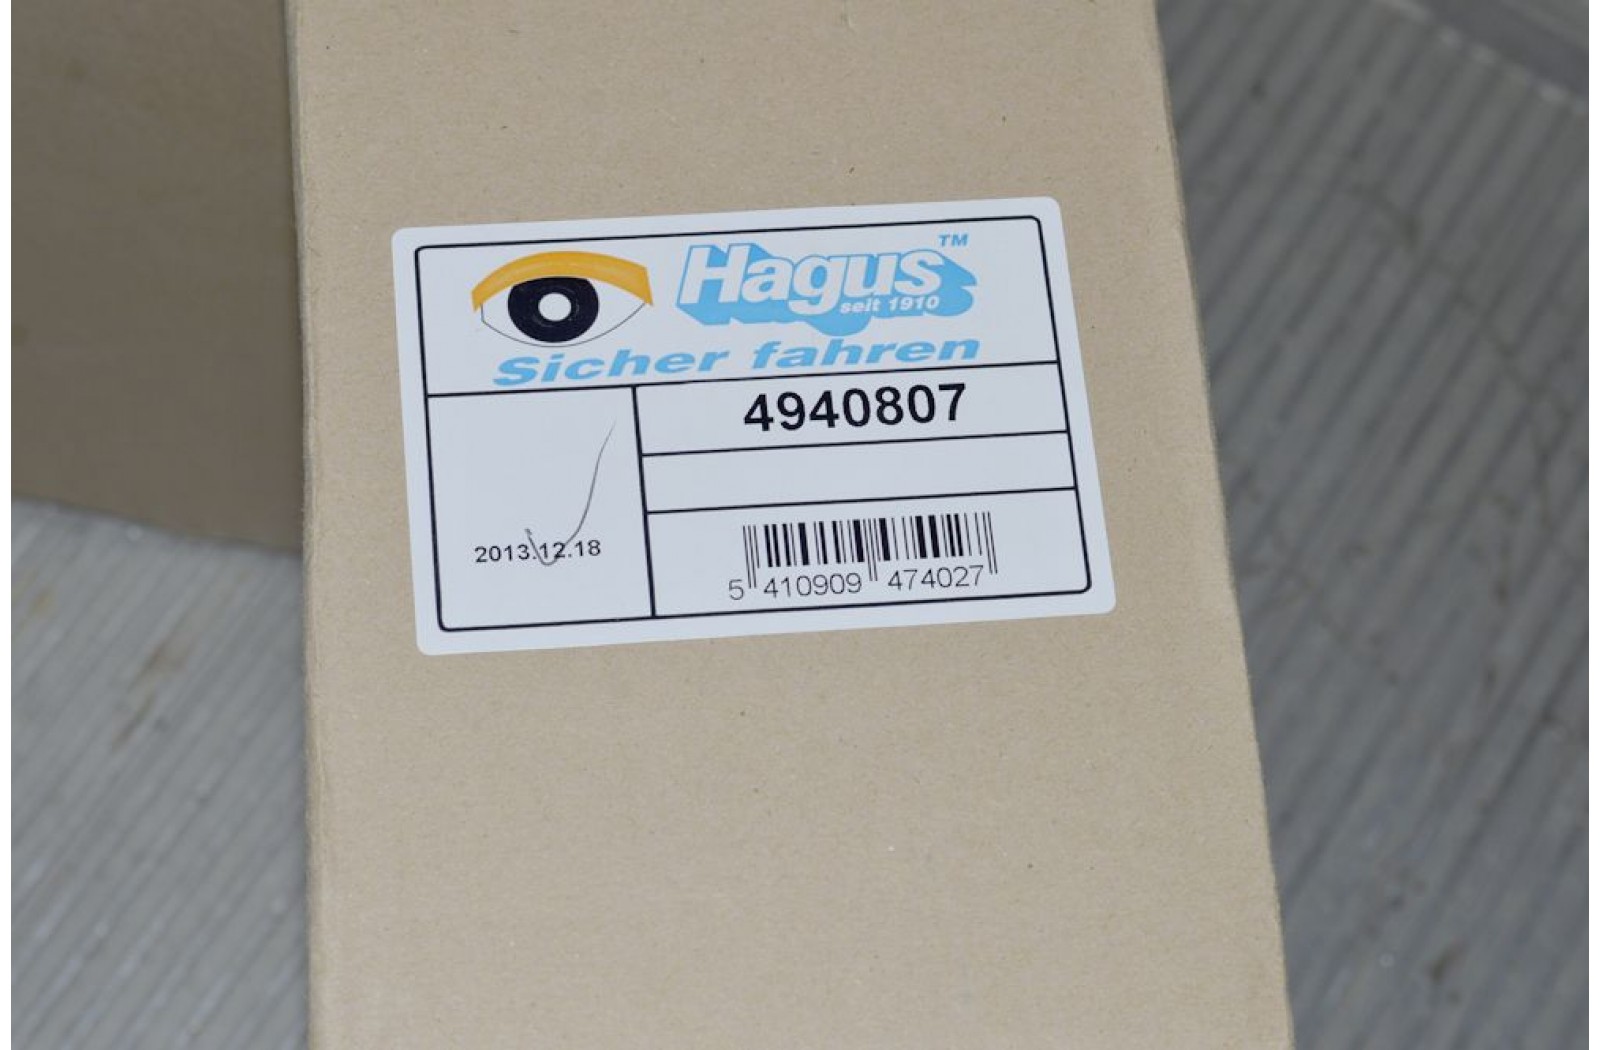 Hagus™
seit 1910
Sicher fahren
4940807
2013.12.18
5 410909 474027